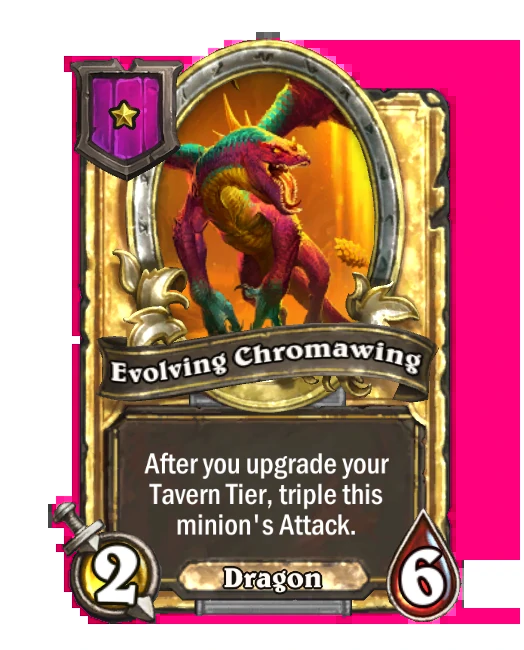 Evolving Chromawing
After you upgrade your
Tavern Tier, triple this
minion's Attack.
2
Dragon
6